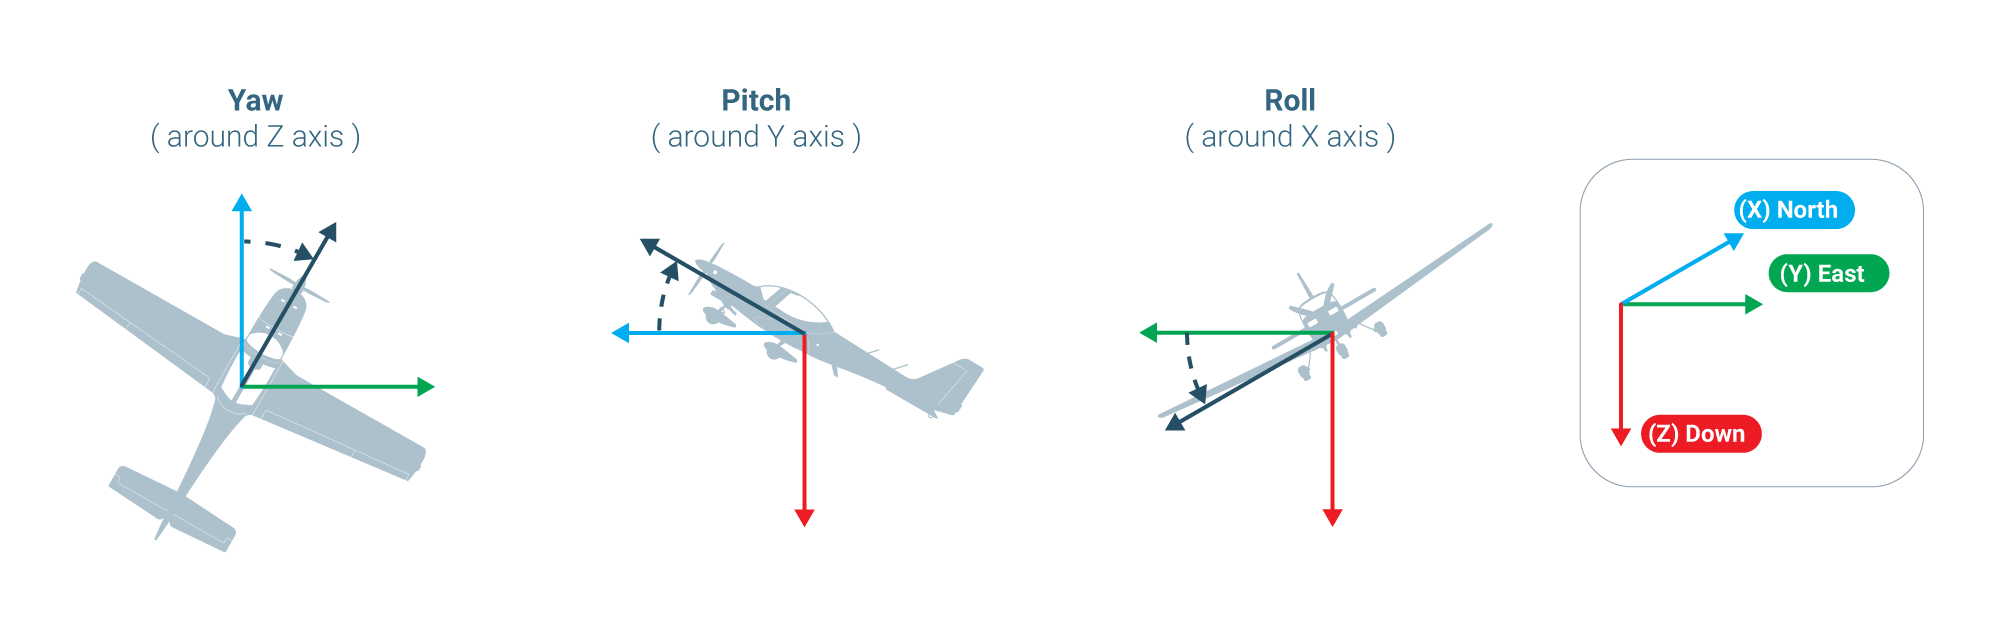 Yaw
( around Z axis )
Pitch
( around Y axis )
Roll
( around X axis )
(X) North
(Y) East
(Z) Down